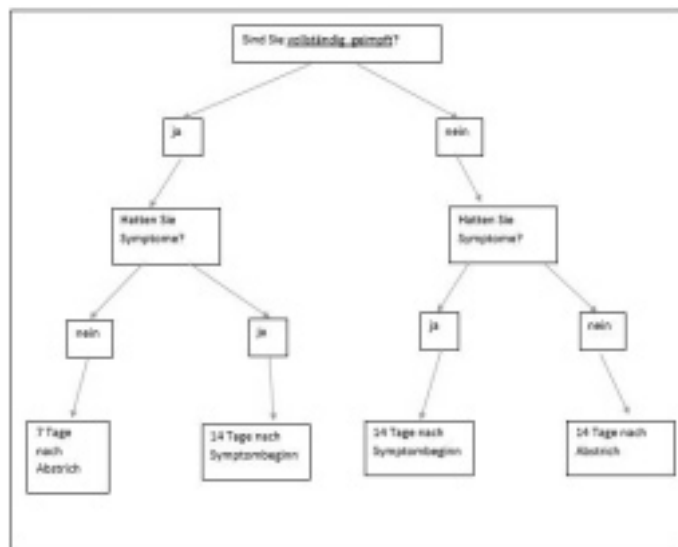 Sind Sie vollständig geimpft?
ja
nein
Hatten Sie
Symptome?
Hatten Sie
Symptome?
nein
ja
ja
nein
7 Tage
nach
Abstrich
14 Tage nach
Symptombeginn
14 Tage nach
Symptombeginn
14 Tage nach
Abstrich